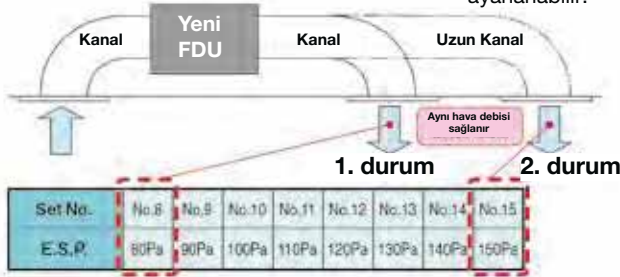 ayarlanabilir.
Yeni
FDU
Kanal
Kanal
Uzun Kanal
Aynı hava debisi
sağlanır
1. durum
2. durum
Set No. No.8 No.9 No.10 No.11 No.12 No.13 No.14 No.15
E.S.P. 80Pa 90Pa 100Pa 110Pa 120Pa 130Pa 140Pa 150Pa